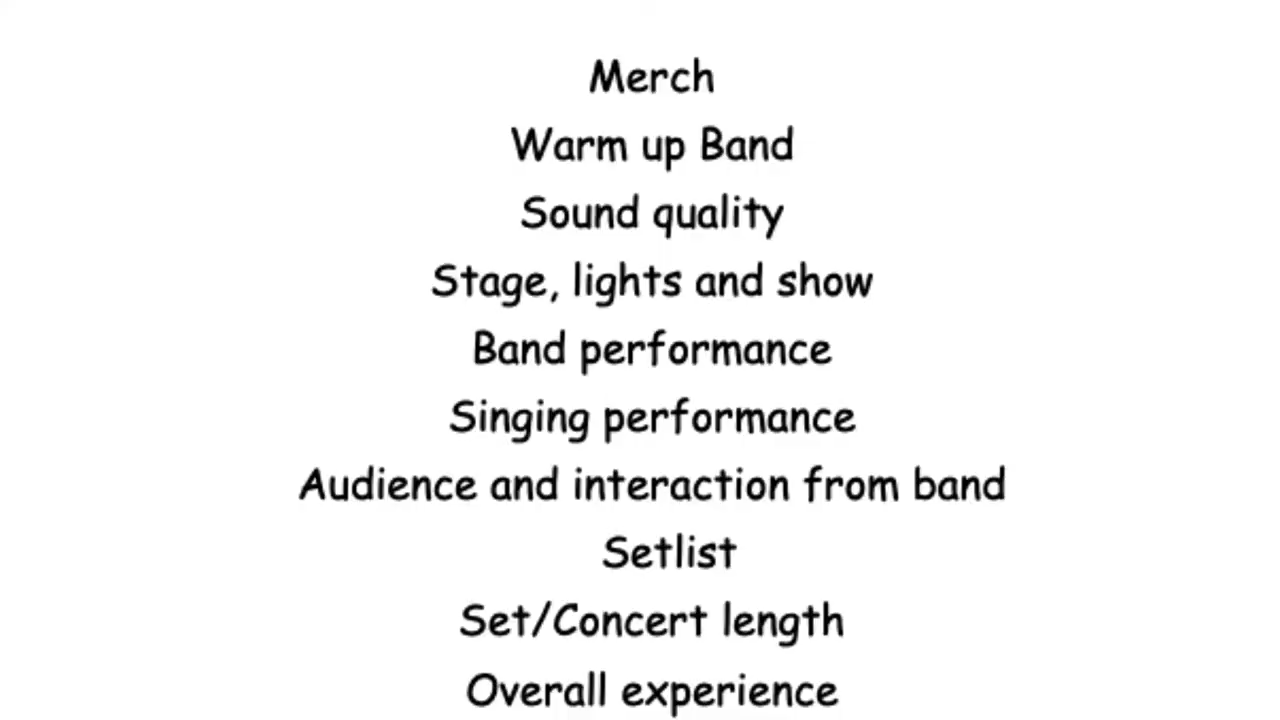 Merch
Warm up Band
Sound quality
Stage, lights and show
Band performance
Singing performance
Audience and interaction from band
Setlist
Set/Concert length
Overall experience